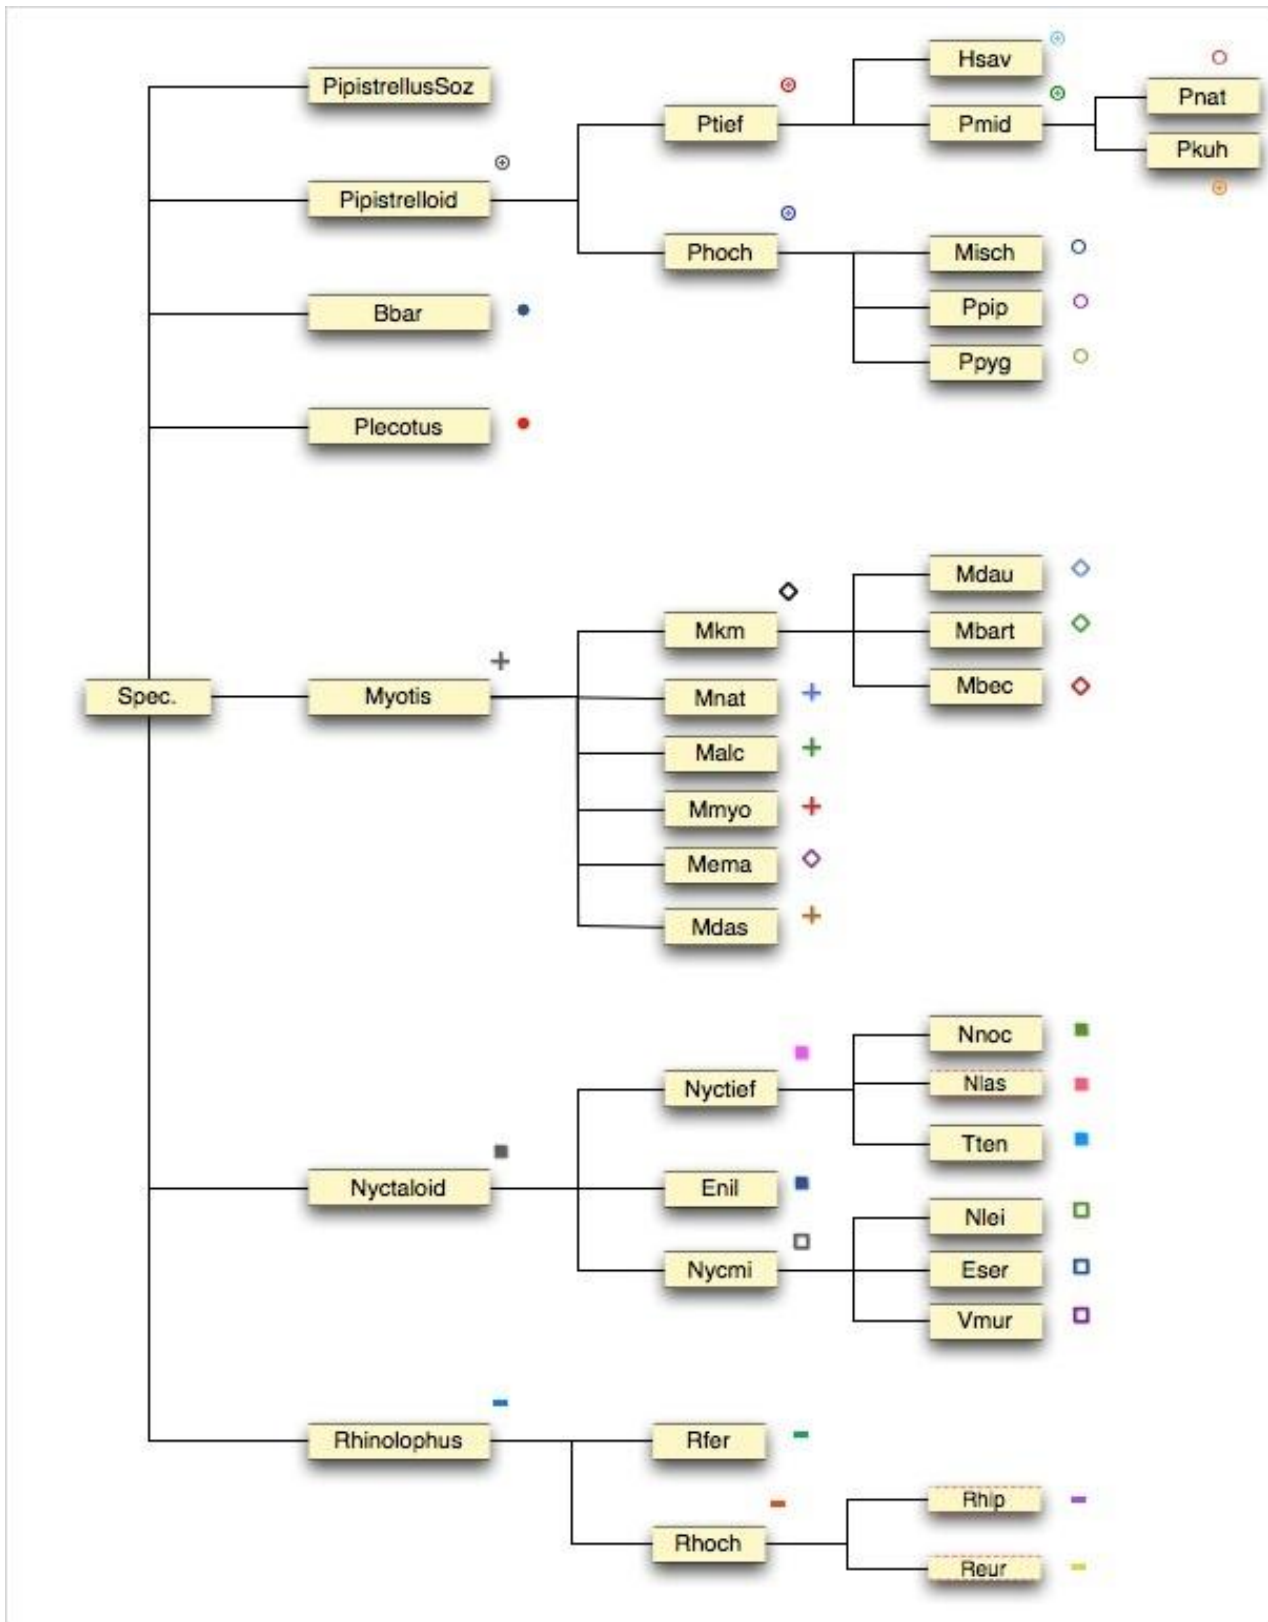 Hsav
PipistrellusSoz
Pnat
Ptief
Pmid
Pkuh
Pipistrelloid
Phoch
Misch
Bbar
Ppip
Ppyg
Plecotus
Mdau
Mkm
Mbart
Mbec
Spec.
Myotis
Mnat
Malc
Mmyo
Mema
Mdas
Nnoc
Nyctief
Nlas
Tten
Nyctaloid
Enil
Nlei
Nycmi
Eser
Vmur
Rhinolophus
Rfer
Rhip
Rhoch
Reur